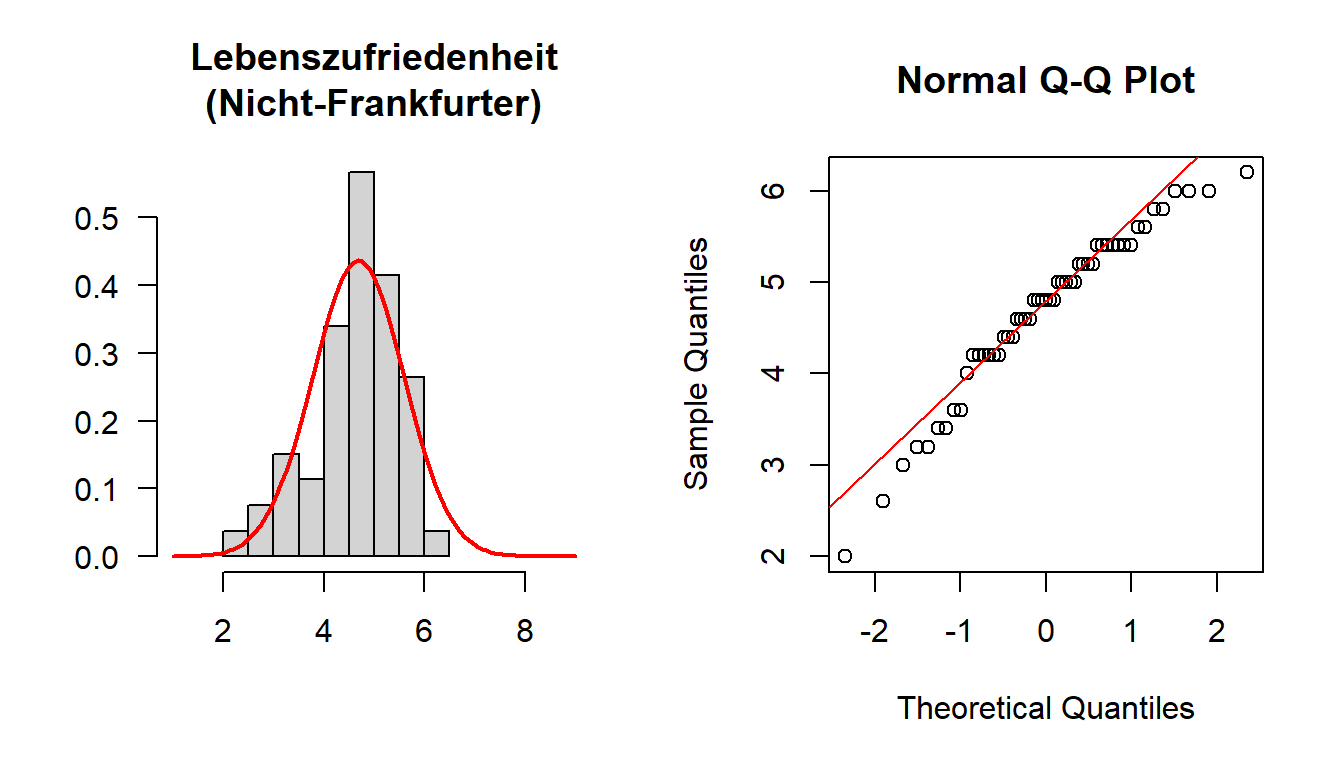 Lebenszufriedenheit
(Nicht-Frankfurter)
0.5
0.4
0.3
0.2
0.1
0.0
2 4 6 8
Normal Q-Q Plot
Sample Quantiles
6
5
4
3
2
-2 -1 0 1 2
Theoretical Quantiles